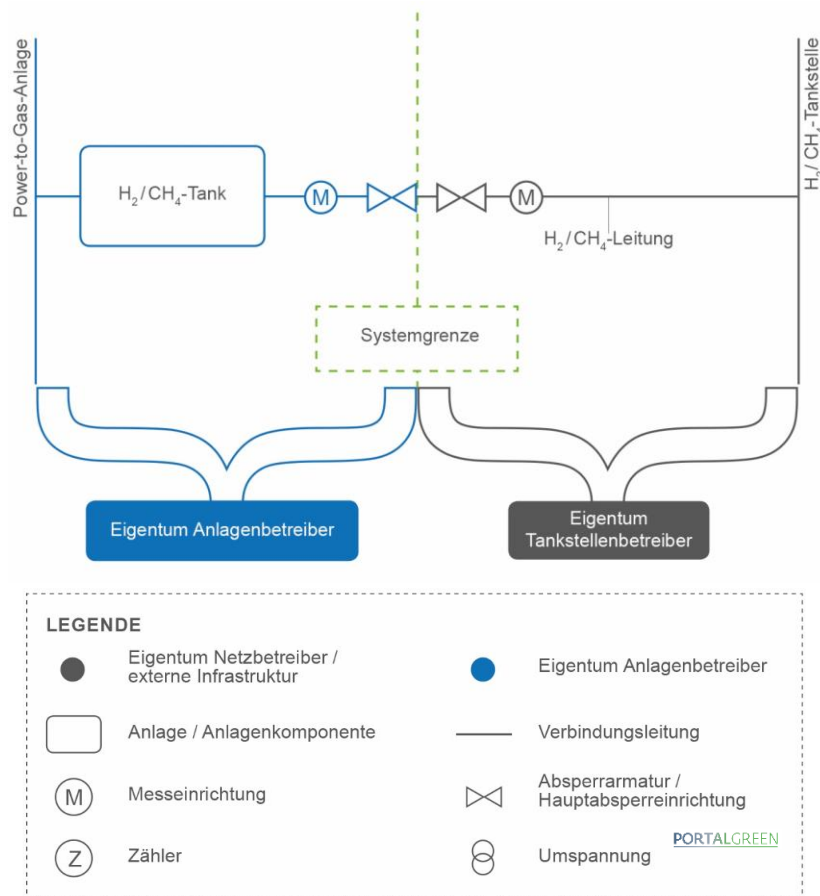 Power-to-Gas-Anlage
H₂/CH₄-Tankstelle
H₂/CH₄-Tank
M
M
H₂/CH₄-Leitung
Systemgrenze
Eigentum Anlagenbetreiber
Eigentum
Tankstellenbetreiber
LEGENDE
Eigentum Netzbetreiber /
externe Infrastruktur
Eigentum Anlagenbetreiber
Anlage / Anlagenkomponente
Verbindungsleitung
M
Messeinrichtung
Absperrarmatur /
Hauptabsperreinrichtung
Z
Zähler
Umspannung
PORTALGREEN